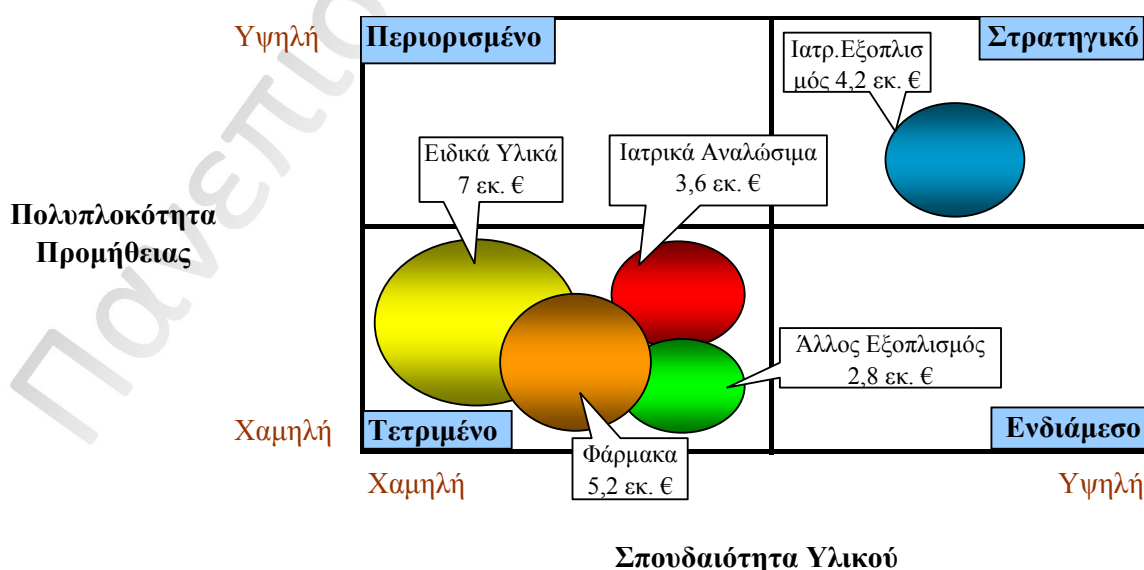 Υψηλή
Περιορισμένο
Στρατηγικό
Ιατρ.Εξοπλισ
μός 4,2 εκ. €
Ειδικά Υλικά
7 εκ. €
Ιατρικά Αναλώσιμα
3,6 εκ. €
Πολυπλοκότητα
Προμήθειας
Άλλος Εξοπλισμός
2,8 εκ. €
Χαμηλή
Τετριμένο
Ενδιάμεσο
Φάρμακα
5,2 εκ. €
Χαμηλή
Υψηλή
Σπουδαιότητα Υλικού
Πανεπιο